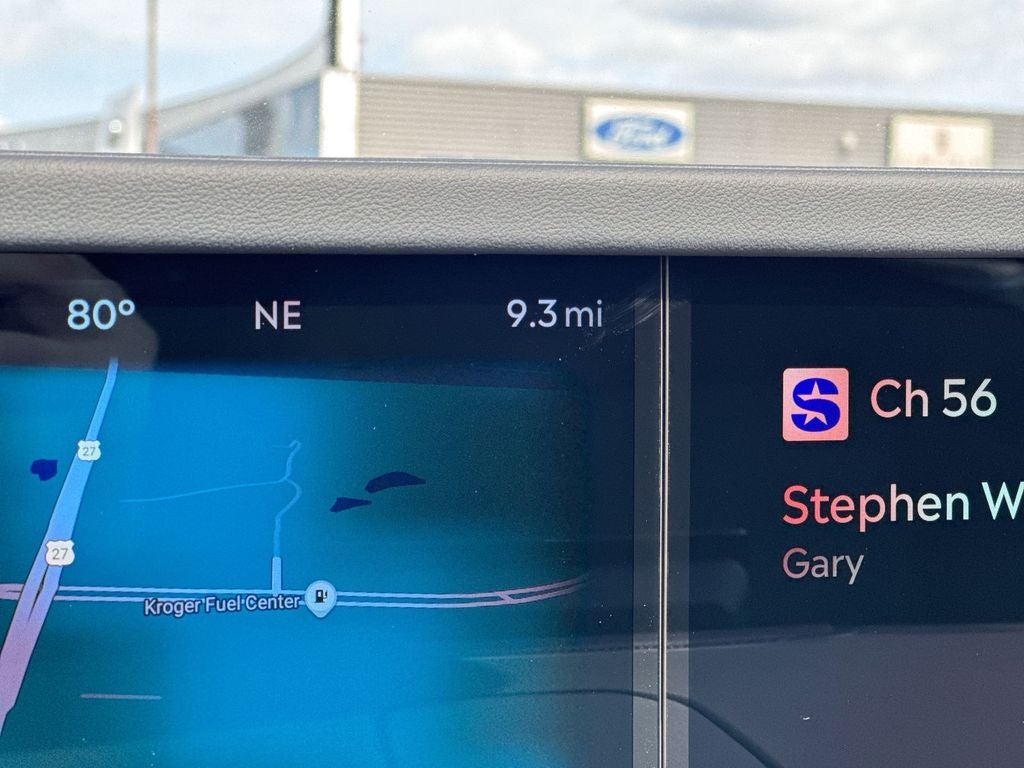 Ford
80° NE 9.3 mi
Ch 56
Stephen W
Gary
27
27
Kroger Fuel Center